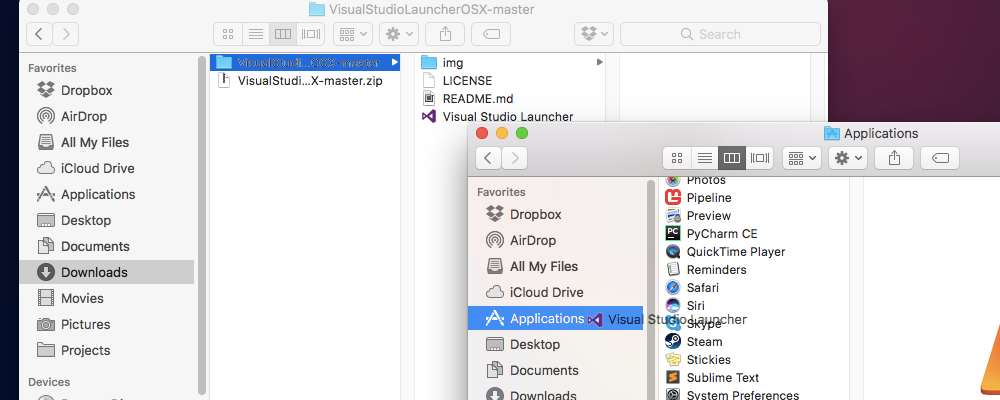 VisualStudioLauncherOSX-master
Search
Favorites
Dropbox
AirDrop
All My Files
iCloud Drive
Applications
Desktop
Documents
Downloads
Movies
Pictures
Projects
Devices
VisualStudi...OSX-master
VisualStudi...X-master.zip
img
LICENSE
README.md
Visual Studio Launcher
Applications
Favorites
Dropbox
AirDrop
All My Files
iCloud Drive
Applications
Visual Studio Launcher
Desktop
Documents
Downloads
Photos
Pipeline
Preview
PyCharm CE
QuickTime Player
Reminders
Safari
Siri
Skype
Steam
Stickies
Sublime Text
System Preferences